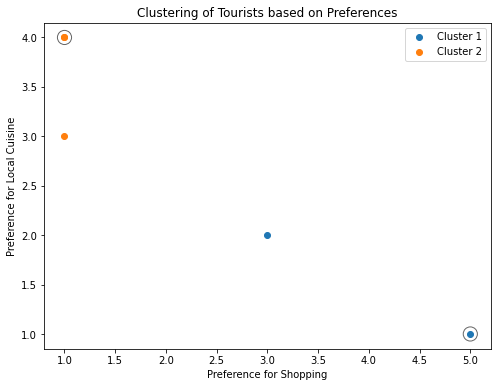 Clustering of Tourists based on Preferences
Cluster 1
Cluster 2
Preference for Local Cuisine
4.0
3.5
3.0
2.5
2.0
1.5
1.0
1.0 1.5 2.0 2.5 3.0 3.5 4.0 4.5 5.0
Preference for Shopping